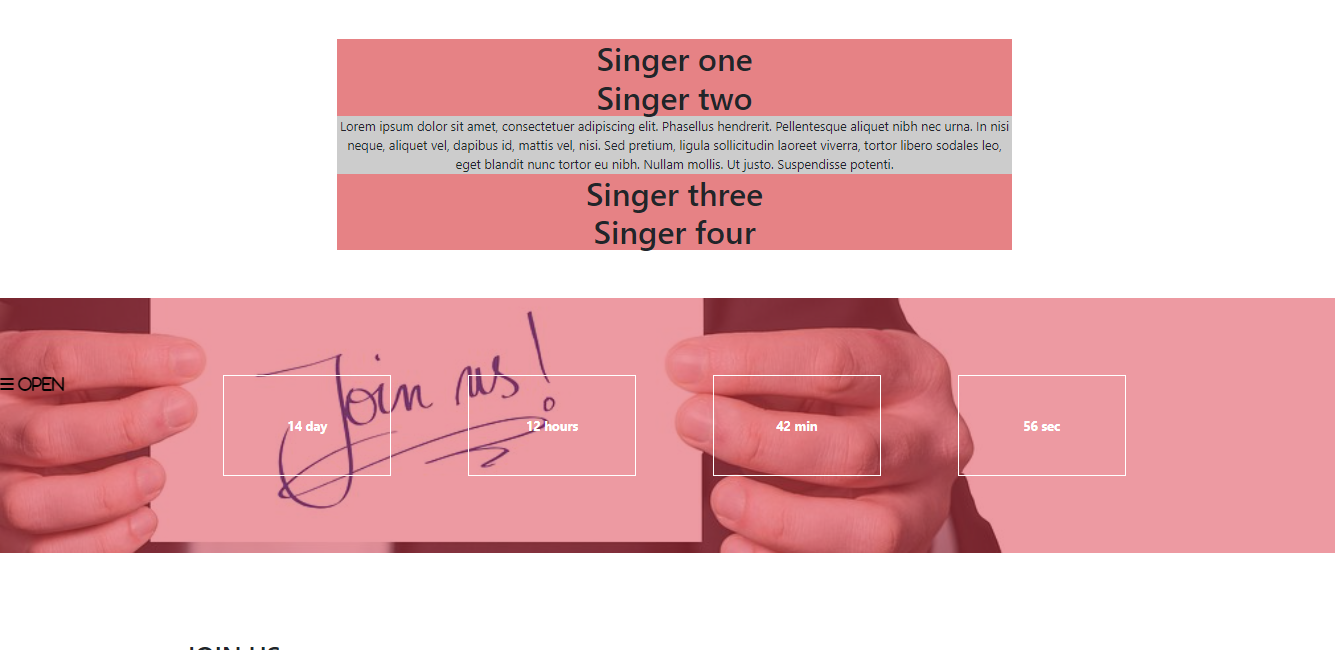 Singer one
Singer two
Lorem ipsum dolor sit amet, consectetuer adipiscing elit. Phasellus hendrerit. Pellentesque aliquet nibh nec urna. In nisi
neque, aliquet vel, dapibus id, mattis vel, nisi. Sed pretium, ligula sollicitudin laoreet viverra, tortor libero sodales leo,
eget blandit nunc tortor eu nibh. Nullam mollis. Ut justo. Suspendisse potenti.
Singer three
Singer four
Join us!
☰ OPEN
14 day
12 hours
42 min
56 sec
JOIN US